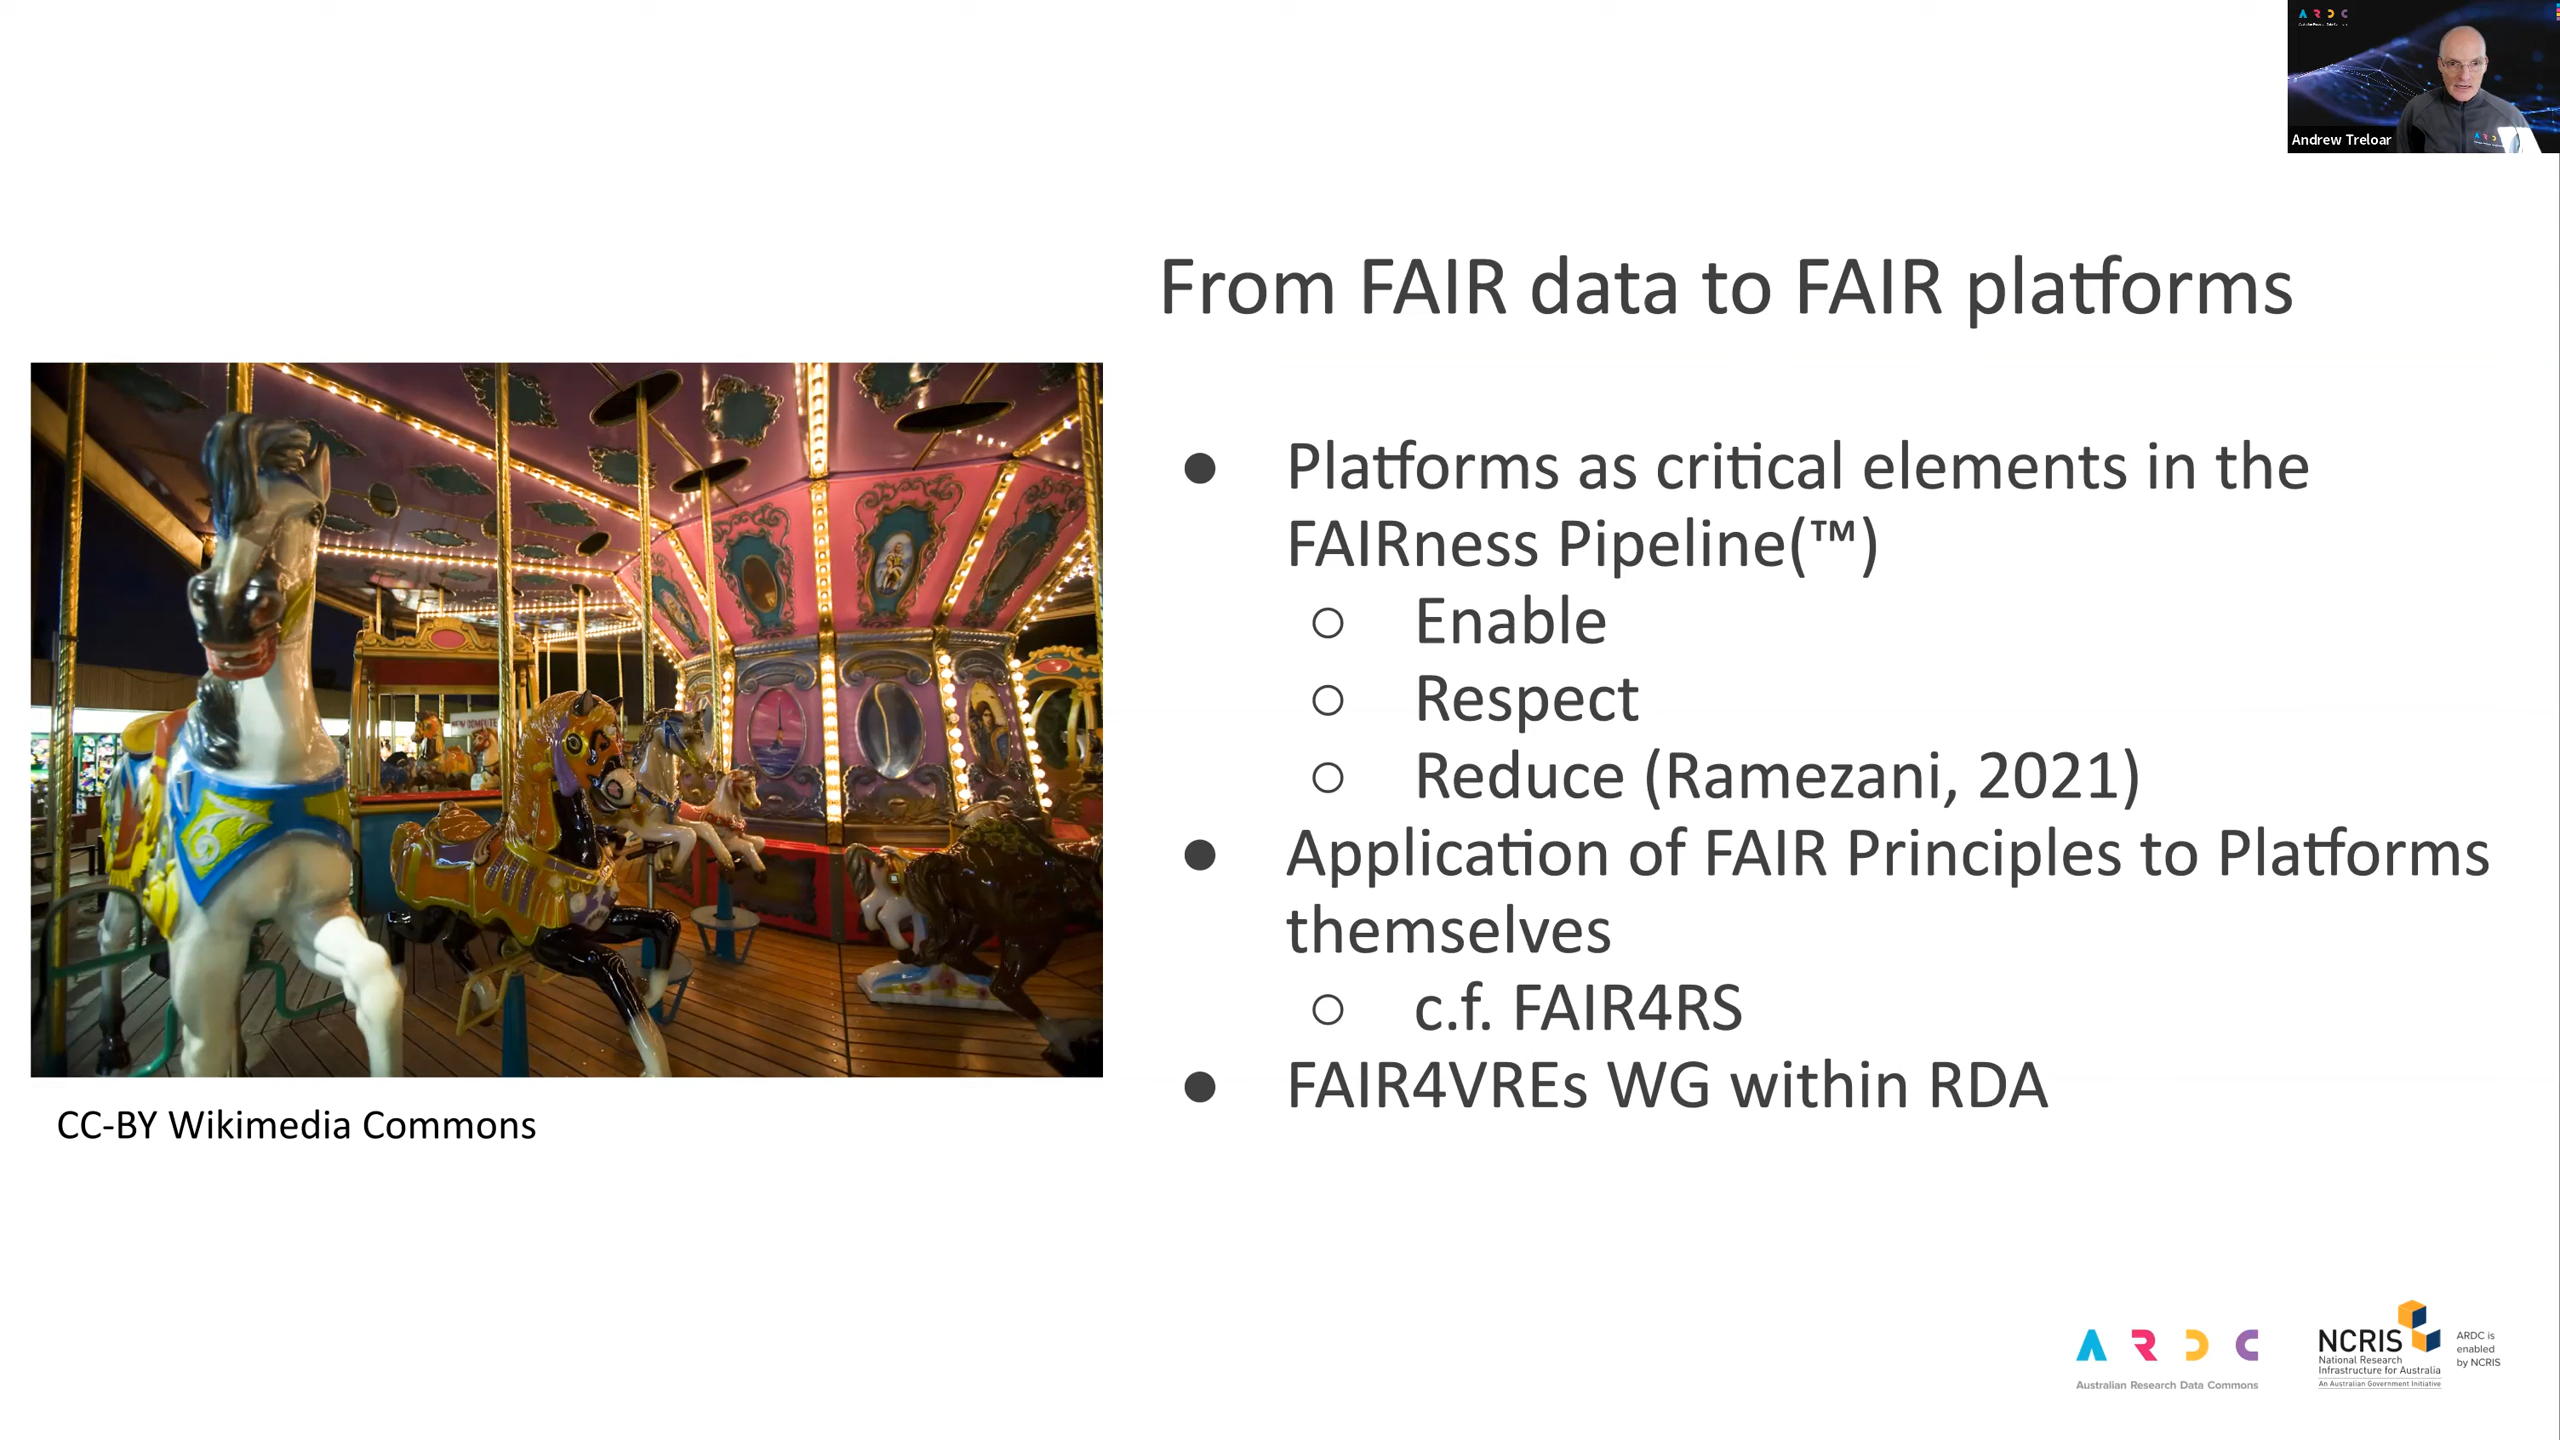 A R D C
Andrew Treloar
From FAIR data to FAIR platforms
● Platforms as critical elements in the
FAIRness Pipeline(™)
○ Enable
○ Respect
○ Reduce (Ramezani, 2021)
● Application of FAIR Principles to Platforms
themselves
○ c.f. FAIR4RS
● FAIR4VREs WG within RDA
CC-BY Wikimedia Commons
A R D C
Australian Research Data Commons
NCRIS
National Research
Infrastructure for Australia
An Australian Government Initiative
ARDC is
enabled
by NCRIS